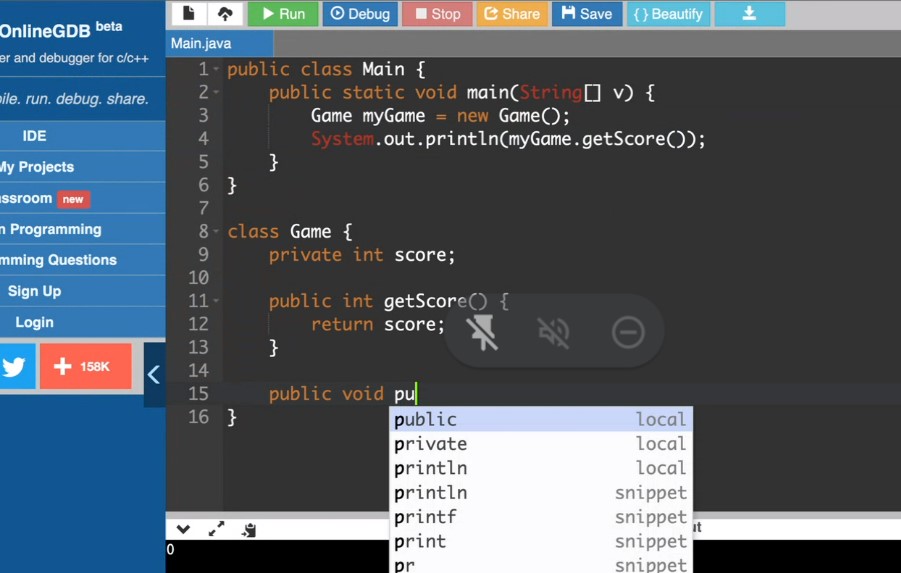 OnlineGDB beta
er and debugger for c/c++
pile. run. debug. share.
IDE
My Projects
assroom new
n Programming
mming Questions
Sign Up
Login
158K
Run Debug Stop Share Save { } Beautify
Main.java
1 public class Main {
2 public static void main(String[] v) {
3 Game myGame = new Game();
4 System.out.println(myGame.getScore());
5 }
6 }
7
8 class Game {
9 private int score;
10
11 public int getScore() {
12 return score;
13 }
14
15 public void pu
16 }
public local
private local
println local
println snippet
printf snippet
print snippet
pr snippet
ut
0